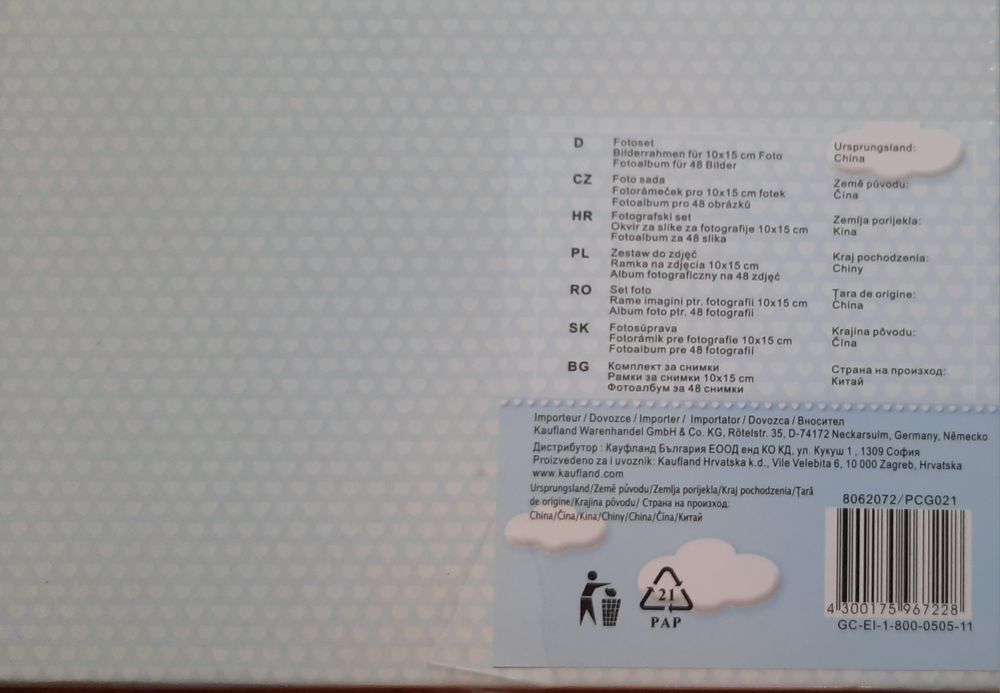 D Fotoset Ursprungsland:
Bilderrahmen für 10x15 cm Foto China
Fotoalbum für 48 Bilder
CZ Foto sada Země původu:
Fotorámeček pro 10x15 cm fotek Čína
Fotoalbum pro 48 obrázků
HR Fotografski set Zemlja porijekla:
Okvir za slike za fotografije 10x15 cm Kina
Fotoalbum za 48 slika
PL Zestaw do zdjęć Kraj pochodzenia:
Ramka na zdjęcia 10x15 cm Chiny
Album fotograficzny na 48 zdjęć
RO Set foto Țara de origine:
Rame imagini ptr. fotografii 10x15 cm China
Album foto ptr. 48 fotografii
SK Fotosúprava Krajina pôvodu:
Fotorámik pre fotografie 10x15 cm Čína
Fotoalbum pre 48 fotografií
BG Комплект за снимки Страна на произход:
Рамки за снимки 10x15 cm Китай
Фотоалбум за 48 снимки
Importeur / Dovozce / Importer / Importator / Dovozca / Вносител
Kaufland Warenhandel GmbH & Co. KG, Rötelstr. 35, D-74172 Neckarsulm, Germany, Německo
Дистрибутор : Кауфланд България ЕООД енд КО КД, ул. Кукуш 1 , 1309 София
Proizvedeno za i uvoznik: Kaufland Hrvatska k.d., Vile Velebita 6, 10 000 Zagreb, Hrvatska
www.kaufland.com
Ursprungsland/Země původu/Zemlja porijekla/Kraj pochodzenia/Țară
de origine/Krajina pôvodu/ Страна на произход:
China/Čína/Kina/Chiny/China/Čína/Китай
8062072/PCG021
21
PAP
4 300175 967228
GC-EI-1-800-0505-11